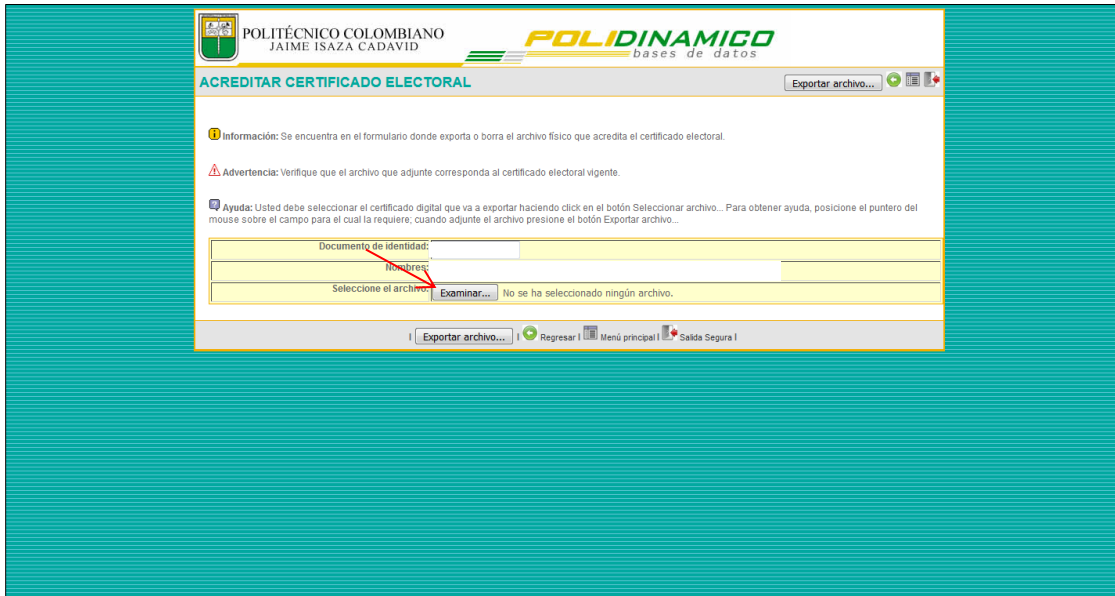 POLITÉCNICO COLOMBIANO
JAIME ISAZA CADAVID
POLIDINAMICO
bases de datos
ACREDITAR CERTIFICADO ELECTORAL
Exportar archivo...
Información: Se encuentra en el formulario donde exporta o borra el archivo físico que acredita el certificado electoral.
Advertencia: Verifique que el archivo que adjunte corresponda al certificado electoral vigente.
Ayuda: Usted debe seleccionar el certificado digital que va a exportar haciendo click en el botón Seleccionar archivo... Para obtener ayuda, posicione el puntero del
mouse sobre el campo para el cual la requiere; cuando adjunte el archivo presione el botón Exportar archivo...
Documento de identidad:
Nombres:
Seleccione el archivo: Examinar... No se ha seleccionado ningún archivo.
I Exportar archivo... I Regresar I Menú principal I Salida Segura I